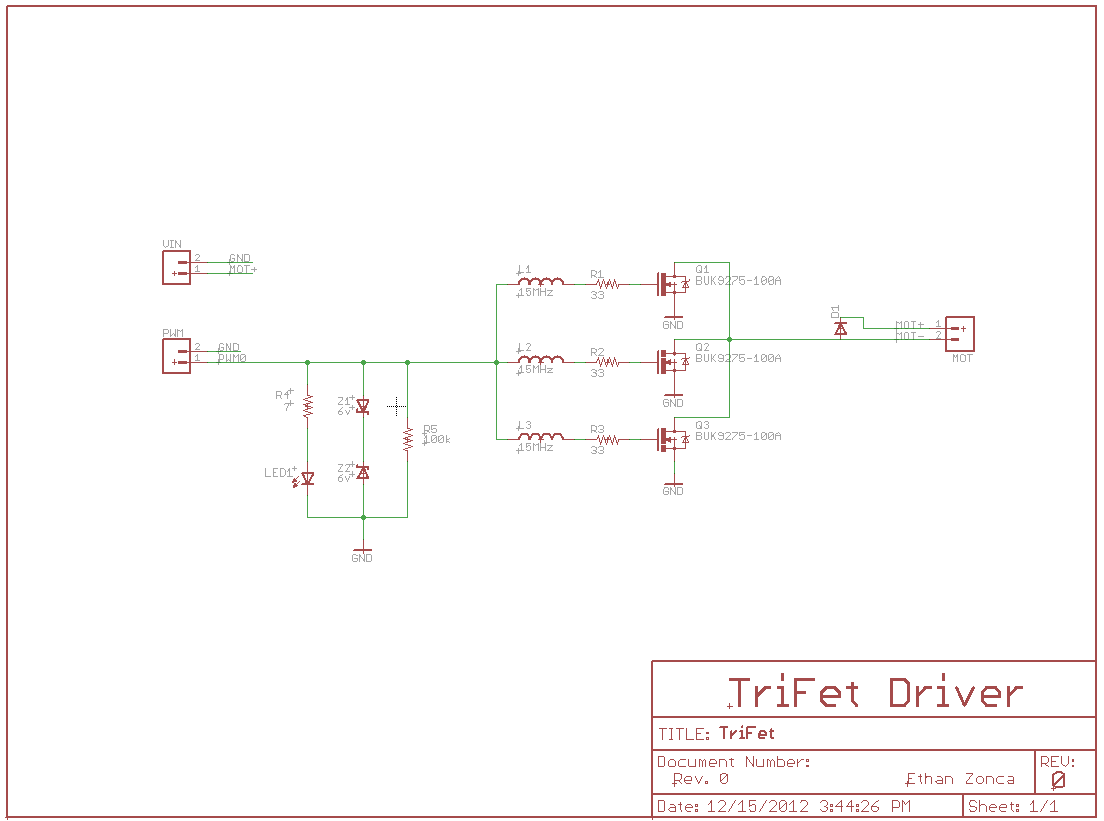 VIN
2 GND
1 MOT+
PWM
2 GND
1 PWM0
R4
Z1
6v
R5
100k
LED1
Z2
6v
GND
L1
15MHz
R1
33
Q1
BUK9275-100A
GND
L2
15MHz
R2
33
Q2
BUK9275-100A
GND
L3
15MHz
R3
33
Q3
BUK9275-100A
GND
D1
MOT+ 1
MOT- 2
MOT
TriFet Driver
TITLE: TriFet
Document Number:
Rev. 0
Ethan Zonca
REV:
0
Date: 12/15/2012 3:44:26 PM
Sheet: 1/1